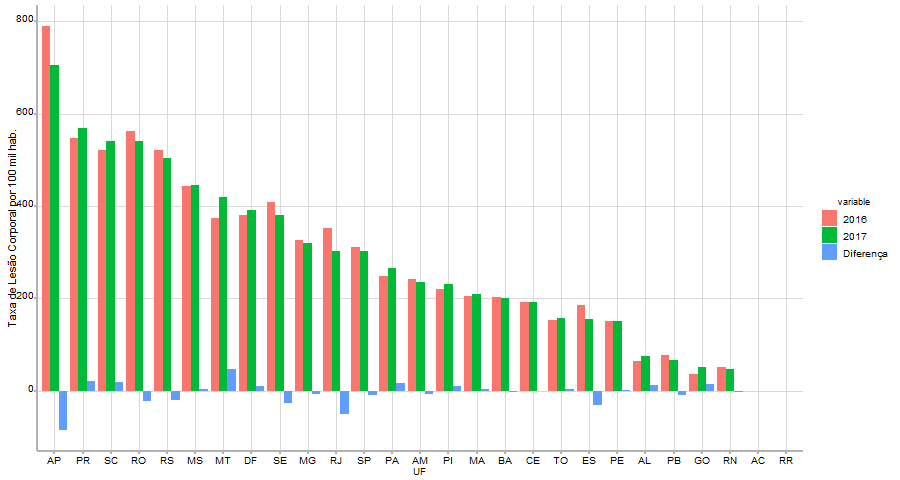 800
600
400
200
0
Taxa de Lesão Corporal por 100 mil hab.
AP PR SC RO RS MS MT DF SE MG RJ SP PA AM PI MA BA CE TO ES PE AL PB GO RN AC RR
UF
variable
2016
2017
Diferença